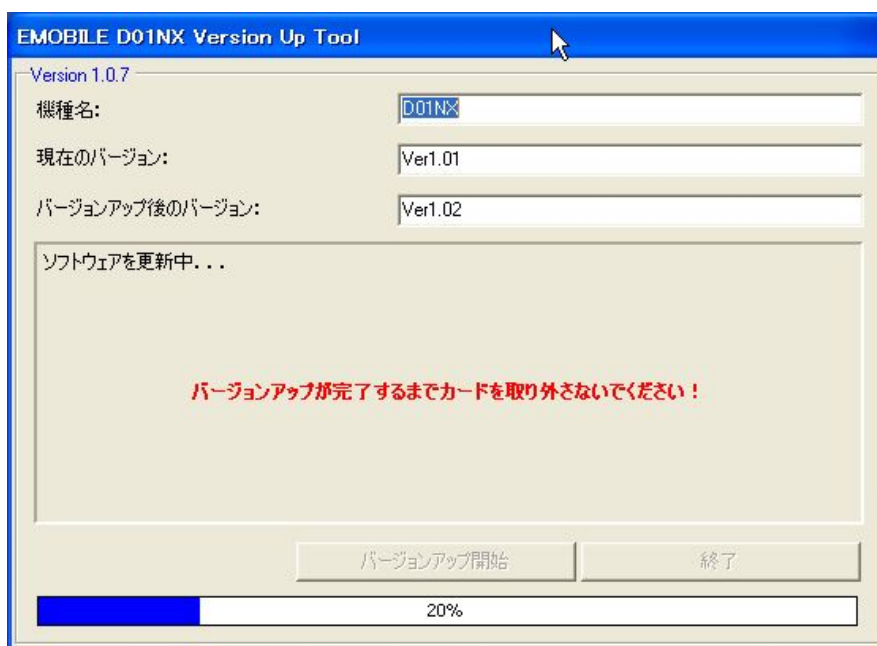 EMOBILE D01NX Version Up Tool
Version 1.0.7
機種名: D01NX
現在のバージョン: Ver1.01
バージョンアップ後のバージョン: Ver1.02
ソフトウェアを更新中...
バージョンアップが完了するまでカードを取り外さないでください!
バージョンアップ開始 終了
20%